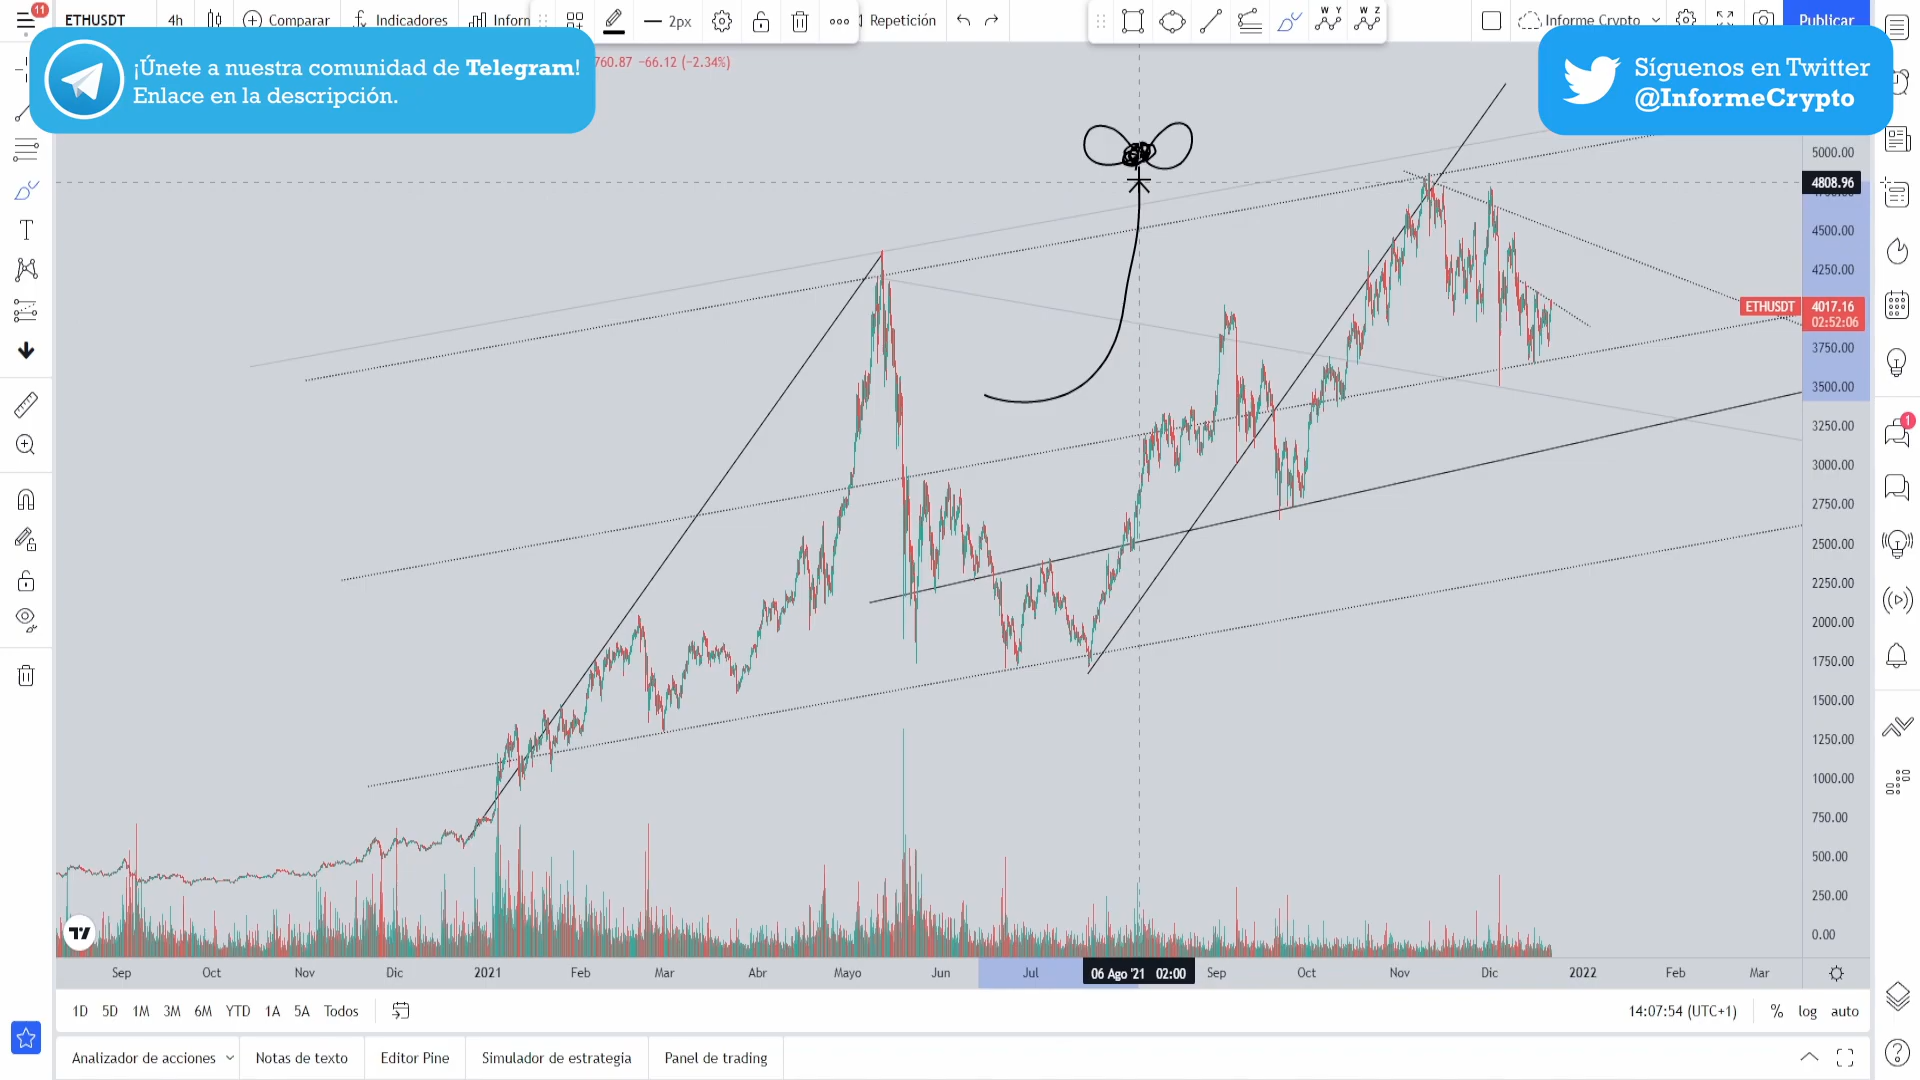 11
ETHUSDT
4h
Comparar
Indicadores
Inform
2px
Repetición
W Y
W Z
Informe Crypto
Publicar
¡Únete a nuestra comunidad de Telegram!
Enlace en la descripción.
760.87 −66.12 (−2.34%)
Síguenos en Twitter
@InformeCrypto
5000.00
4808.96
4500.00
4250.00
ETHUSDT
4017.16
02:52:06
3750.00
3500.00
3250.00
3000.00
2750.00
2500.00
2250.00
2000.00
1750.00
1500.00
1250.00
1000.00
750.00
500.00
250.00
0.00
1
T
Sep
Oct
Nov
Dic
2021
Feb
Mar
Abr
Mayo
Jun
Jul
06 Ago '21 02:00
Sep
Oct
Nov
Dic
2022
Feb
Mar
1D
5D
1M
3M
6M
YTD
1A
5A
Todos
14:07:54 (UTC+1)
%
log
auto
Analizador de acciones
Notas de texto
Editor Pine
Simulador de estrategia
Panel de trading